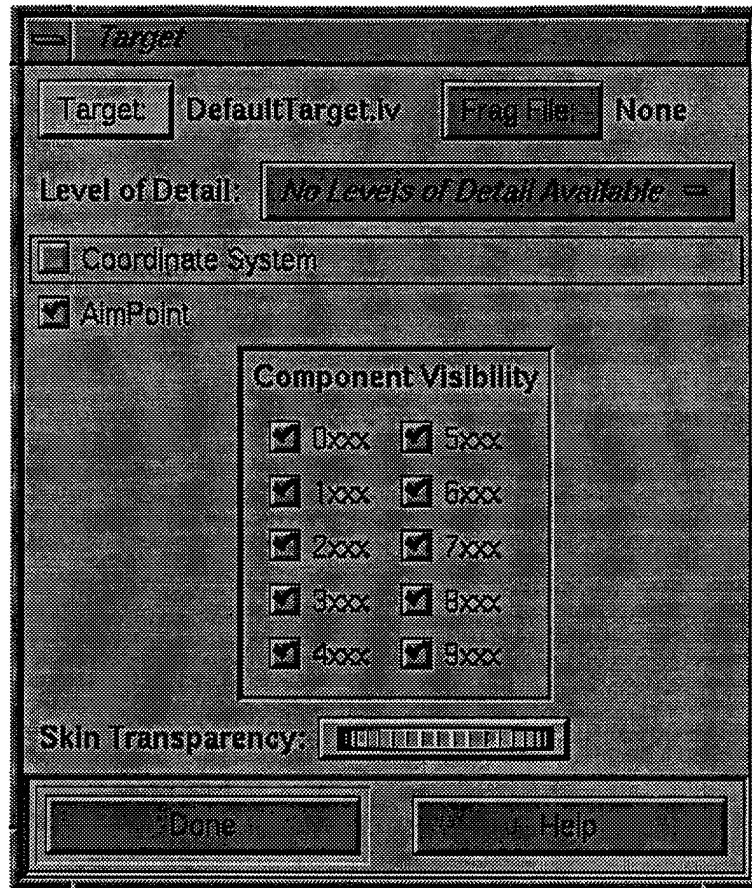 Target
Target: DefaultTarget.iv Frag File: None
Level of Detail: No Levels of Detail Available
Coordinate System
AimPoint
Component Visibility
0xxx 5xxx
1xxx 6xxx
2xxx 7xxx
3xxx 8xxx
4xxx 9xxx
Skin Transparency:
Done Help